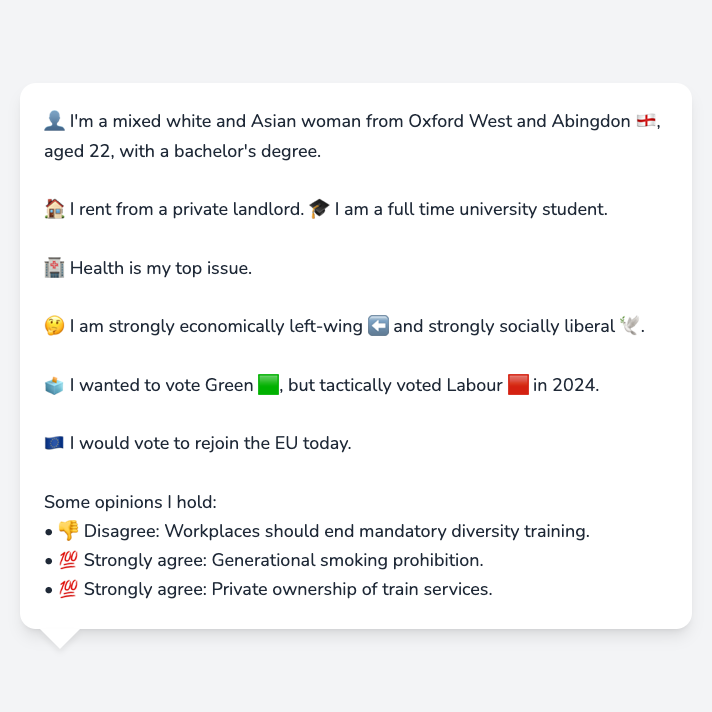 👤 I'm a mixed white and Asian woman from Oxford West and Abingdon 🏴󠁧󠁢󠁥󠁮󠁧󠁿,
aged 22, with a bachelor's degree.
🏠 I rent from a private landlord. 🎓 I am a full time university student.
🏥 Health is my top issue.
🤔 I am strongly economically left-wing ⬅️ and strongly socially liberal 🕊️.
🗳️ I wanted to vote Green 🟩, but tactically voted Labour 🟥 in 2024.
🇪🇺 I would vote to rejoin the EU today.
Some opinions I hold:
• 👎 Disagree: Workplaces should end mandatory diversity training.
• 💯 Strongly agree: Generational smoking prohibition.
• 💯 Strongly agree: Private ownership of train services.